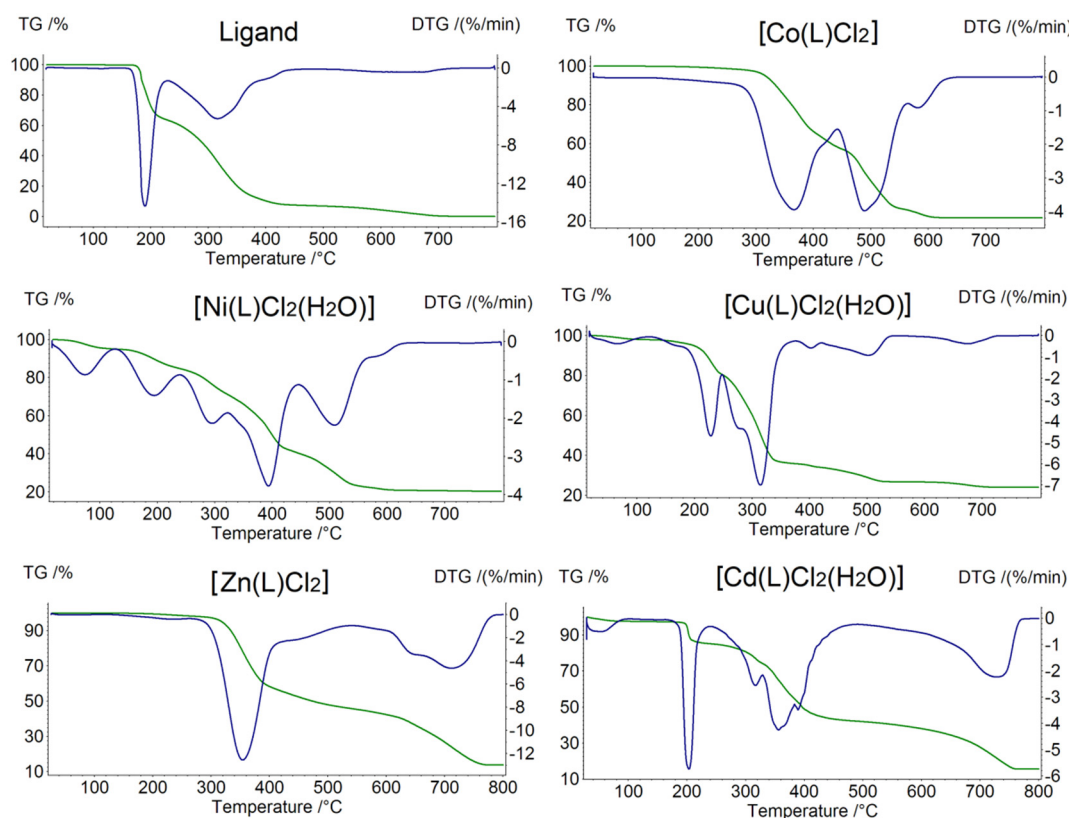 TG /% Ligand DTG /(%/min)
100 0
80 -4
60 -8
40
20 -12
0 -16
100 200 300 400 500 600 700
Temperature /°C
TG /% [Co(L)Cl2] DTG /(%/min)
100 0
80 -1
60 -2
40 -3
20 -4
100 200 300 400 500 600 700
Temperature /°C
TG /% [Ni(L)Cl2(H2O)] DTG /(%/min)
100 0
80 -1
60 -2
40 -3
20 -4
100 200 300 400 500 600 700
Temperature /°C
TG /% [Cu(L)Cl2(H2O)] DTG /(%/min)
100 0
-1
80 -2
-3
60 -4
40 -5
-6
20 -7
100 200 300 400 500 600 700 800
Temperature /°C
TG /% [Zn(L)Cl2] DTG /(%/min)
90 0
-2
70 -4
50 -6
-8
30 -10
10 -12
100 200 300 400 500 600 700 800
Temperature /°C
TG /% [Cd(L)Cl2(H2O)] DTG /(%/min)
90 0
-1
70 -2
50 -3
-4
30 -5
10 -6
100 200 300 400 500 600 700 800
Temperature /°C